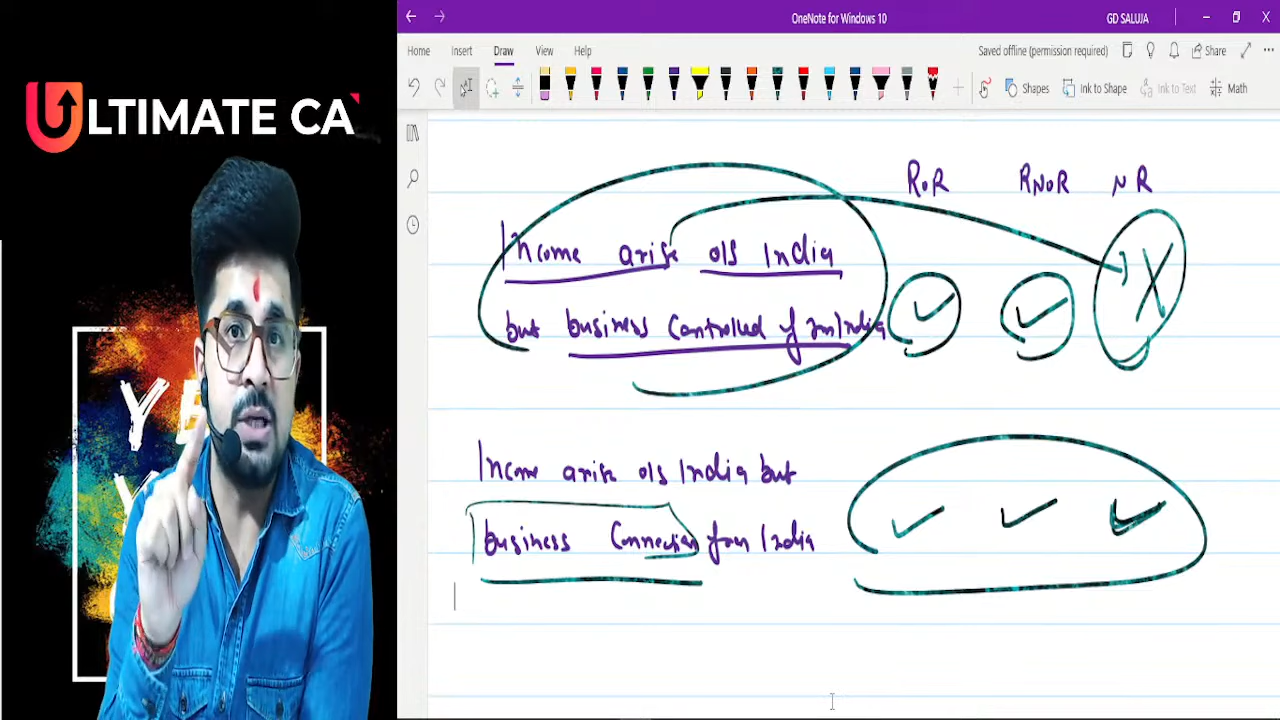 ULTIMATE CA
OneNote for Windows 10
GD SALUJA
Home Insert Draw View Help
Saved offline (permission required)
Share
Shapes
Ink to Shape
Ink to Text
Math
ROR RNOR NR
Income arise o/s India
but business Controlled from India
Income arise o/s India but
business Connection from India
Y